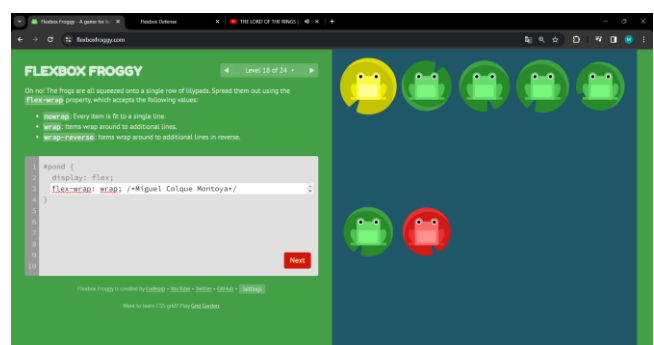 Flexbox Froggy - A game for le
Flexbox Defense
THE LORD OF THE RINGS |
flexboxfroggy.com
FLEXBOX FROGGY
Level 18 of 24
Oh no! The frogs are all squeezed onto a single row of lilypads. Spread them out using the
flex-wrap property, which accepts the following values:
• nowrap: Every item is fit to a single line.
• wrap: Items wrap around to additional lines.
• wrap-reverse: Items wrap around to additional lines in reverse.
1 #pond {
2 display: flex;
3 flex-wrap: wrap; /*Miguel Colque Montoya*/
4 }
5
6
7
8
9
10
Next
Flexbox Froggy is created by Codepip • YouTube • Twitter • GitHub • Settings
Want to learn CSS grid? Play Grid Garden.